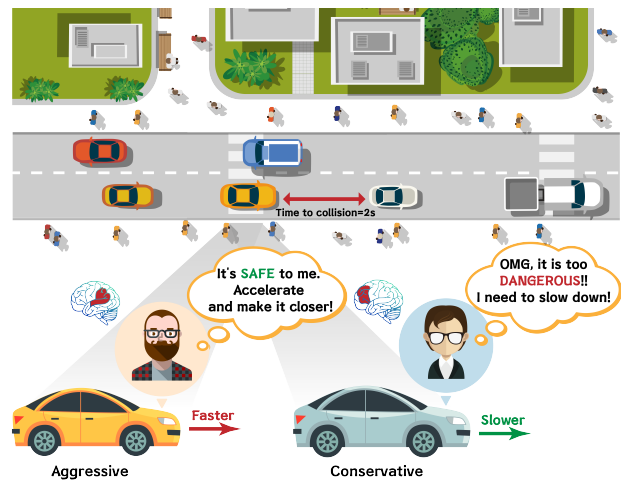 Time to collision=2s
It's SAFE to me.
Accelerate
and make it closer!
OMG, it is too
DANGEROUS!!
I need to slow down!
Faster
Slower
Aggressive
Conservative